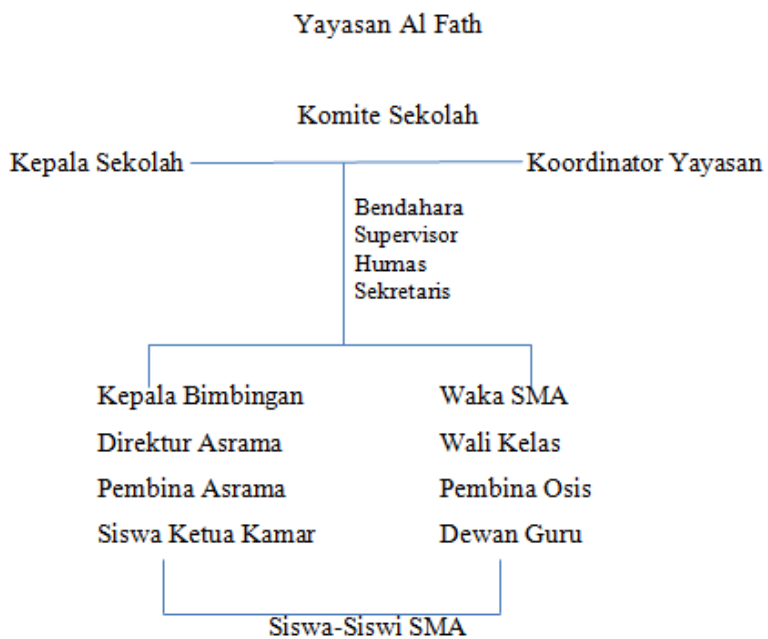 Yayasan Al Fath
Komite Sekolah
Kepala Sekolah
Koordinator Yayasan
Bendahara
Supervisor
Humas
Sekretaris
Kepala Bimbingan
Direktur Asrama
Pembina Asrama
Siswa Ketua Kamar
Waka SMA
Wali Kelas
Pembina Osis
Dewan Guru
Siswa-Siswi SMA